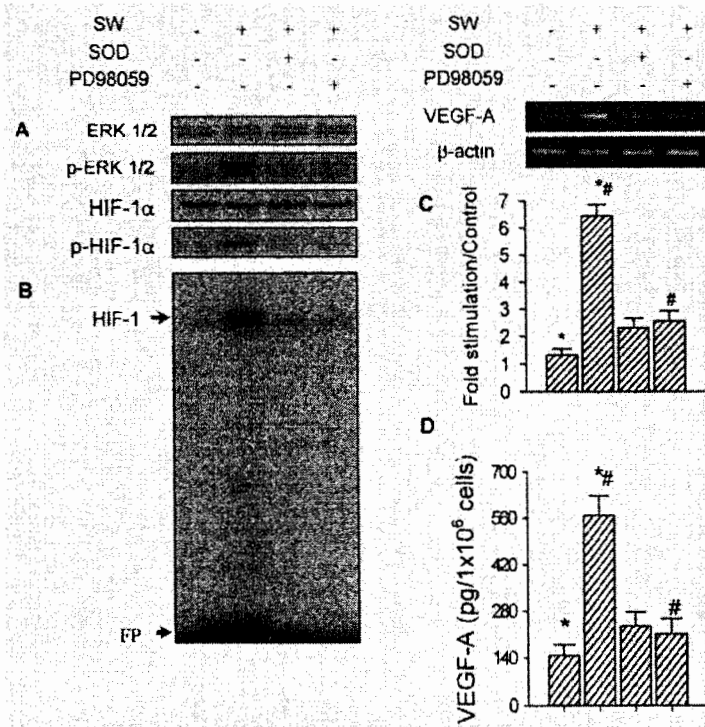 SW - + + +
SOD - - + -
PD98059 - - - +
A
ERK 1/2
p-ERK 1/2
HIF-1α
p-HIF-1α
B
HIF-1
FP
SW - + + +
SOD - - + -
PD98059 - - - +
VEGF-A
β-actin
C
Fold stimulation/Control
7
6
5
4
3
2
1
0
* *# #
D
VEGF-A (pg/1x10⁶ cells)
700
560
420
280
140
0
* *# #